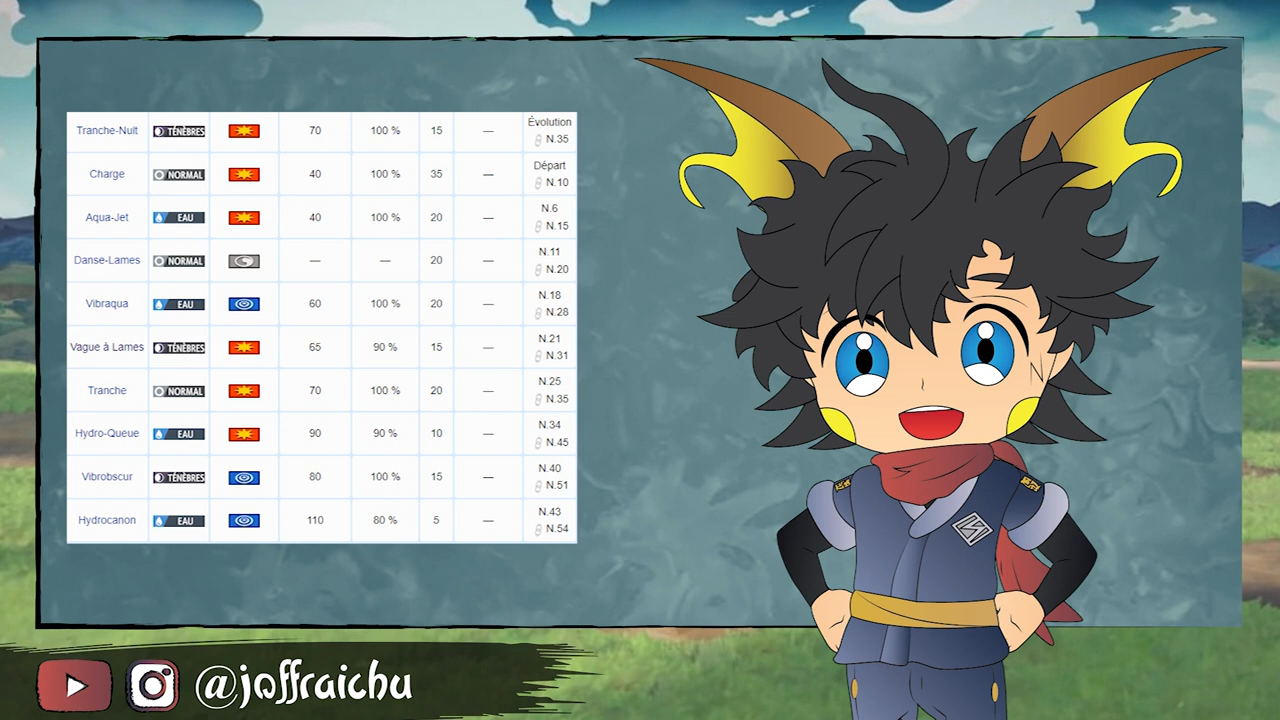 Tranche-Nuit TÉNÈBRES 70 100 % 15 — Évolution
N.35
Charge NORMAL 40 100 % 35 — Départ
N.10
Aqua-Jet EAU 40 100 % 20 — N.6
N.15
Danse-Lames NORMAL — — 20 — N.11
N.20
Vibraqua EAU 60 100 % 20 — N.18
N.28
Vague à Lames TÉNÈBRES 65 90 % 15 — N.21
N.31
Tranche NORMAL 70 100 % 20 — N.25
N.35
Hydro-Queue EAU 90 90 % 10 — N.34
N.45
Vibrobscur TÉNÈBRES 80 100 % 15 — N.40
N.51
Hydrocanon EAU 110 80 % 5 — N.43
N.54
@joffraichu